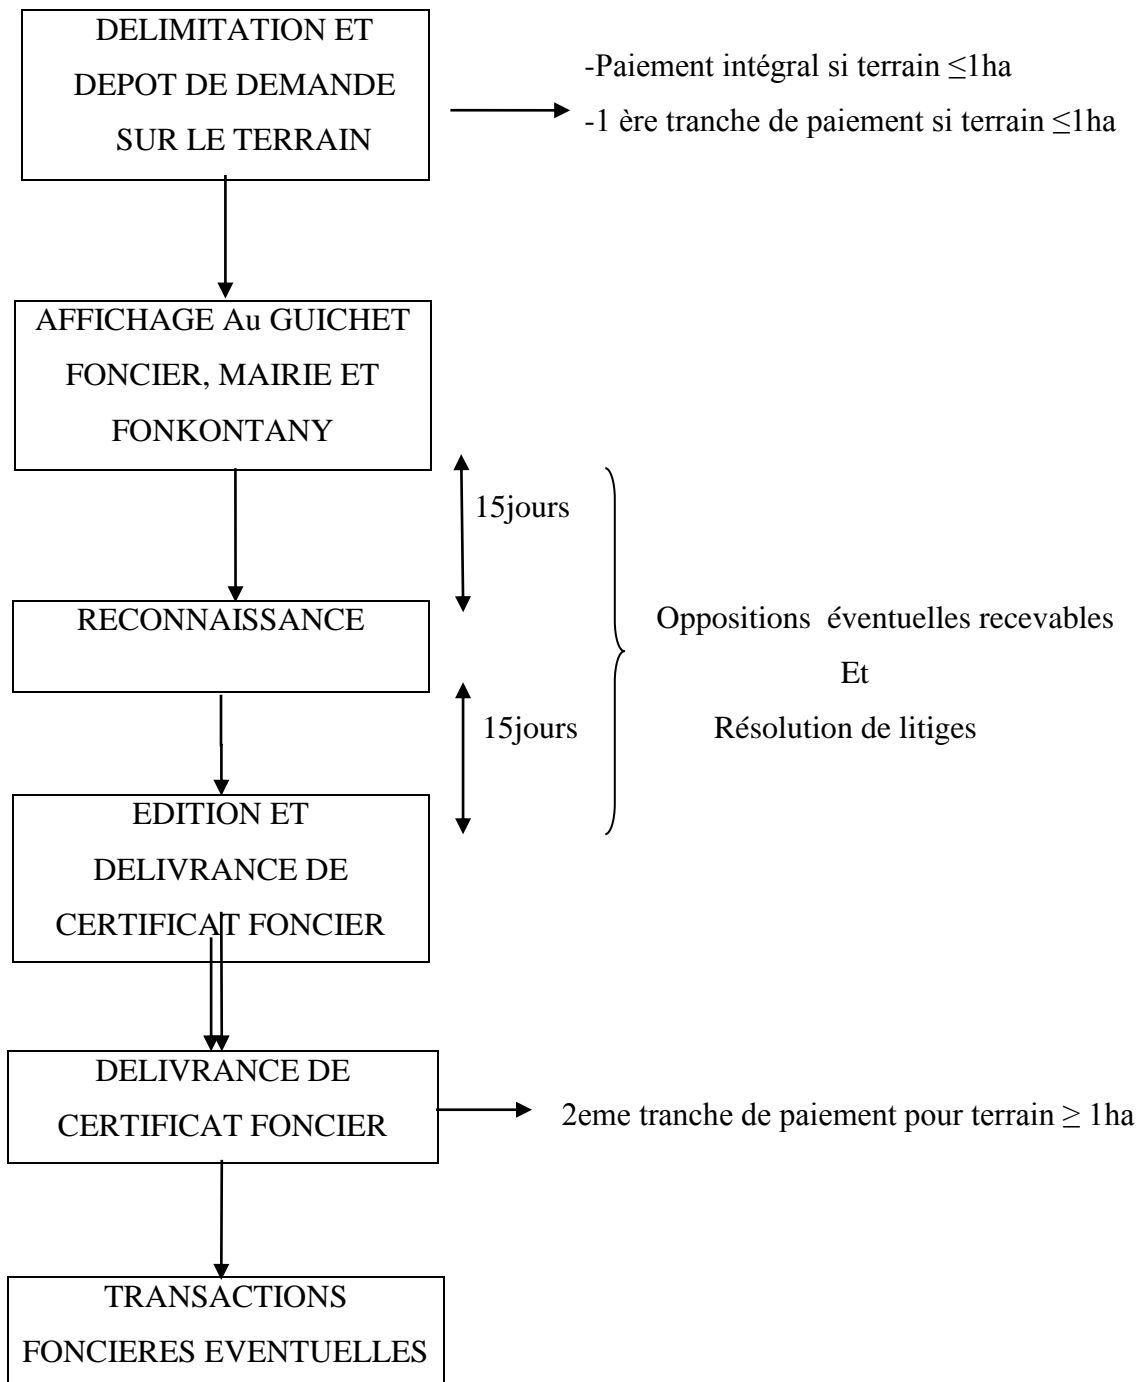 DELIMITATION ET
DEPOT DE DEMANDE
SUR LE TERRAIN
-Paiement intégral si terrain ≤1ha
-1 ère tranche de paiement si terrain ≤1ha
AFFICHAGE Au GUICHET
FONCIER, MAIRIE ET
FONKONTANY
15jours
RECONNAISSANCE
Oppositions éventuelles recevables
Et
Résolution de litiges
15jours
EDITION ET
DELIVRANCE DE
CERTIFICAT FONCIER
DELIVRANCE DE
CERTIFICAT FONCIER
2eme tranche de paiement pour terrain ≥ 1ha
TRANSACTIONS
FONCIERES EVENTUELLES